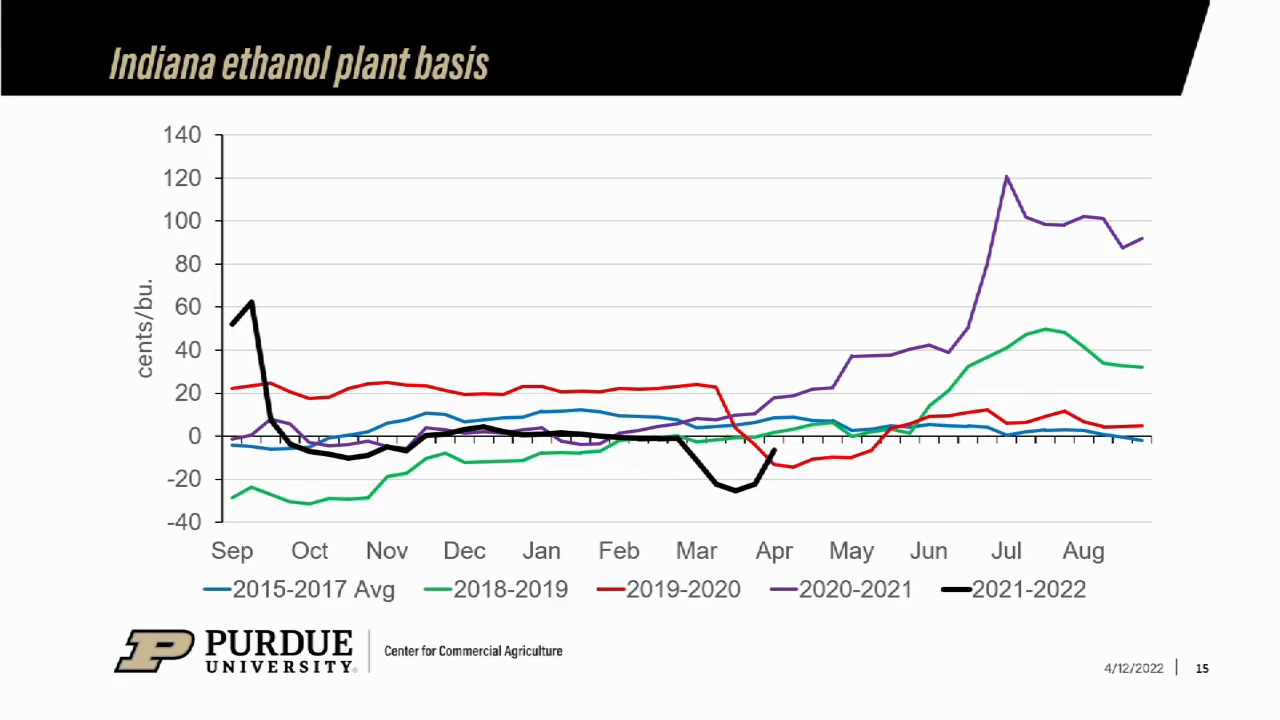 Indiana ethanol plant basis
140
120
100
80
60
40
20
0
-20
-40
cents/bu.
Sep Oct Nov Dec Jan Feb Mar Apr May Jun Jul Aug
2015-2017 Avg 2018-2019 2019-2020 2020-2021 2021-2022
P PURDUE
UNIVERSITY®
Center for Commercial Agriculture
4/12/2022 | 15